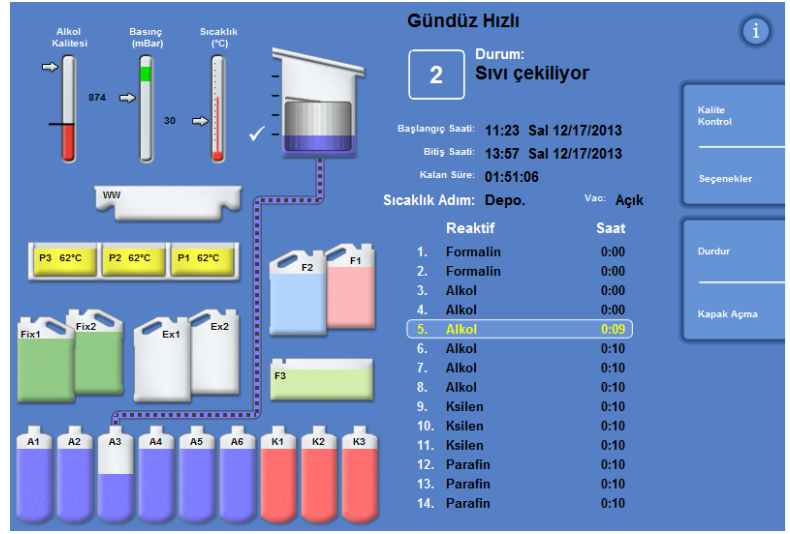 Gündüz Hızlı
i
Alkol
Kalitesi
Basınç
(mBar)
Sıcaklık
(°C)
874
30
2
Durum:
Sıvı çekiliyor
Başlangıç Saati: 11:23 Sal 12/17/2013
Bitiş Saati: 13:57 Sal 12/17/2013
Kalan Süre: 01:51:06
Sıcaklık Adım: Depo. Vac: Açık
Kalite
Kontrol
Seçenekler
Durdur
Kapak Açma
WW
P3 62°C P2 62°C P1 62°C
F2 F1
Fix1 Fix2 Ex1 Ex2
F3
A1 A2 A3 A4 A5 A6 K1 K2 K3
Reaktif Saat
1. Formalin 0:00
2. Formalin 0:00
3. Alkol 0:00
4. Alkol 0:00
5. Alkol 0:09
6. Alkol 0:10
7. Alkol 0:10
8. Alkol 0:10
9. Ksilen 0:10
10. Ksilen 0:10
11. Ksilen 0:10
12. Parafin 0:10
13. Parafin 0:10
14. Parafin 0:10